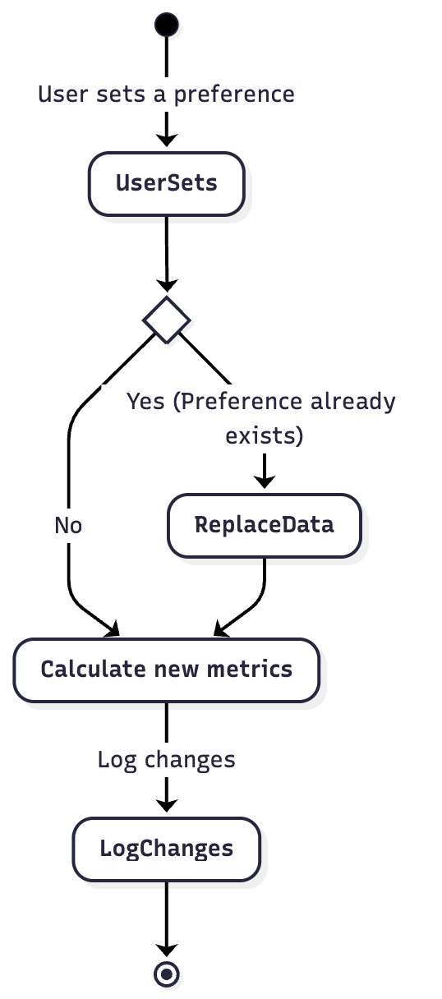 User sets a preference
UserSets
Yes (Preference already
exists)
No
ReplaceData
Calculate new metrics
Log changes
LogChanges